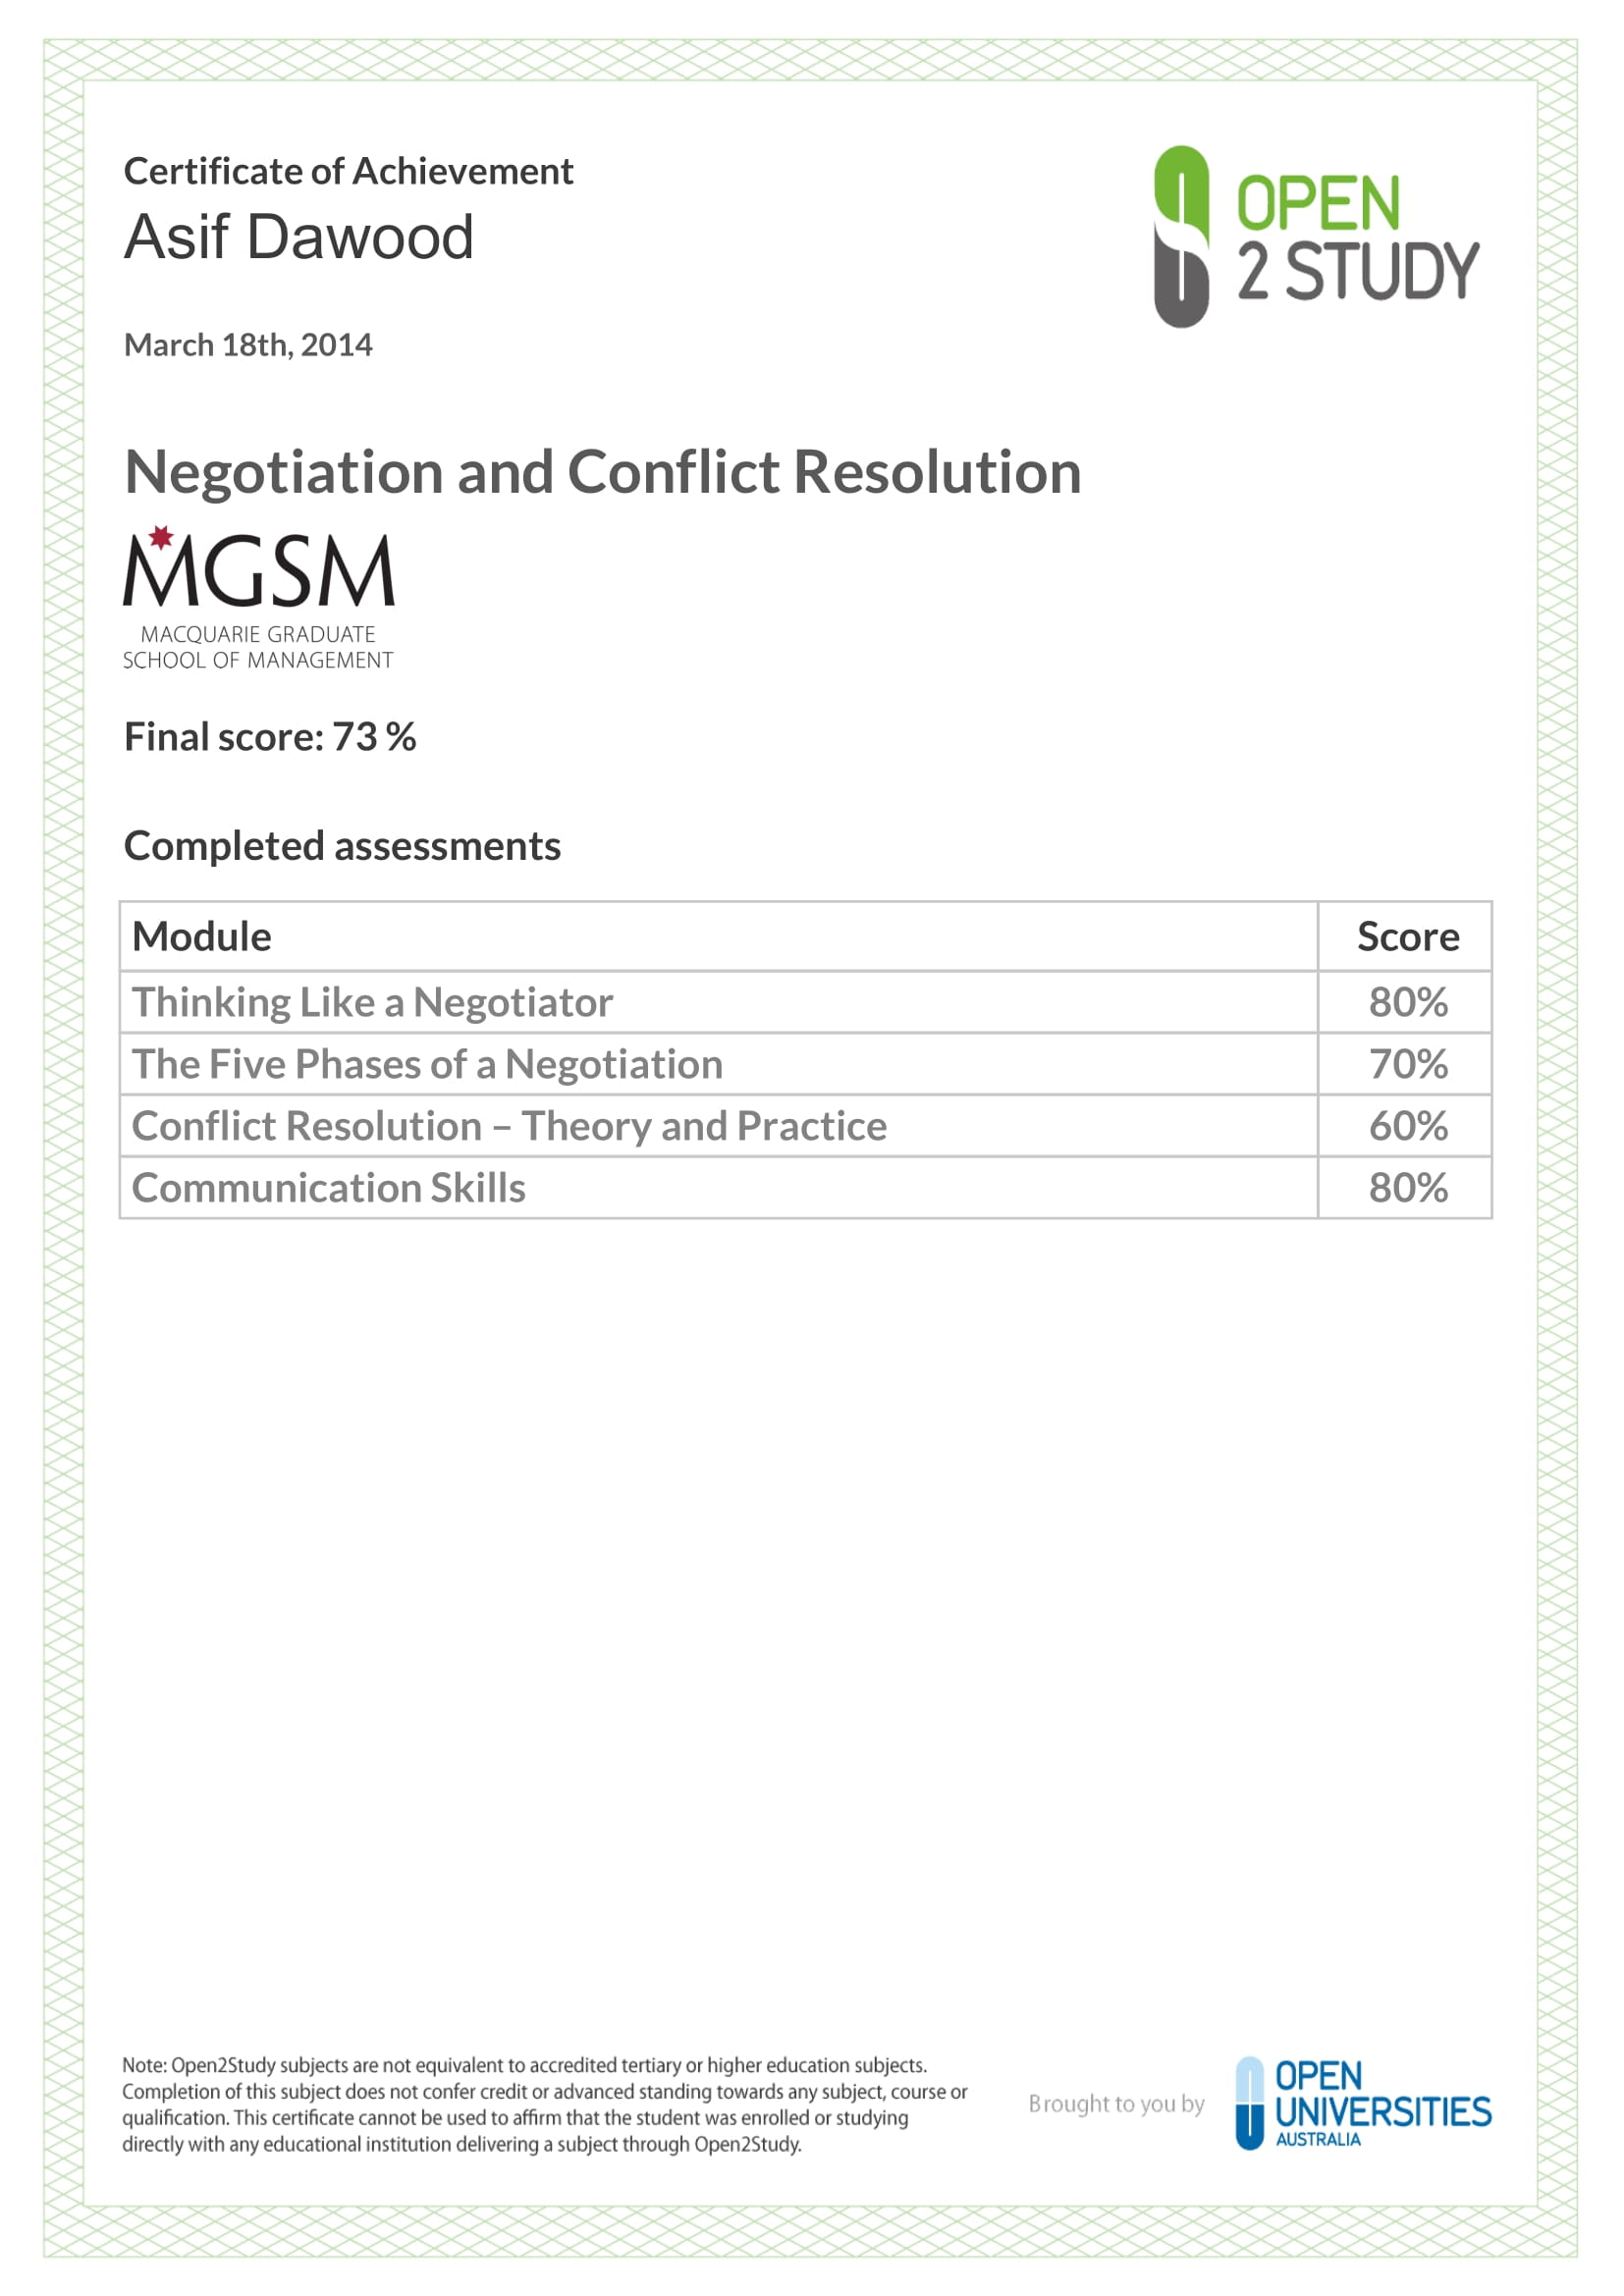 Certificate of Achievement
Asif Dawood
March 18th, 2014
OPEN
2 STUDY
Negotiation and Conflict Resolution
MGSM
MACQUARIE GRADUATE
SCHOOL OF MANAGEMENT
Final score: 73 %
Completed assessments
Module Score
Thinking Like a Negotiator 80%
The Five Phases of a Negotiation 70%
Conflict Resolution – Theory and Practice 60%
Communication Skills 80%
Note: Open2Study subjects are not equivalent to accredited tertiary or higher education subjects.
Completion of this subject does not confer credit or advanced standing towards any subject, course or
qualification. This certificate cannot be used to affirm that the student was enrolled or studying
directly with any educational institution delivering a subject through Open2Study.
Brought to you by
OPEN
UNIVERSITIES
AUSTRALIA